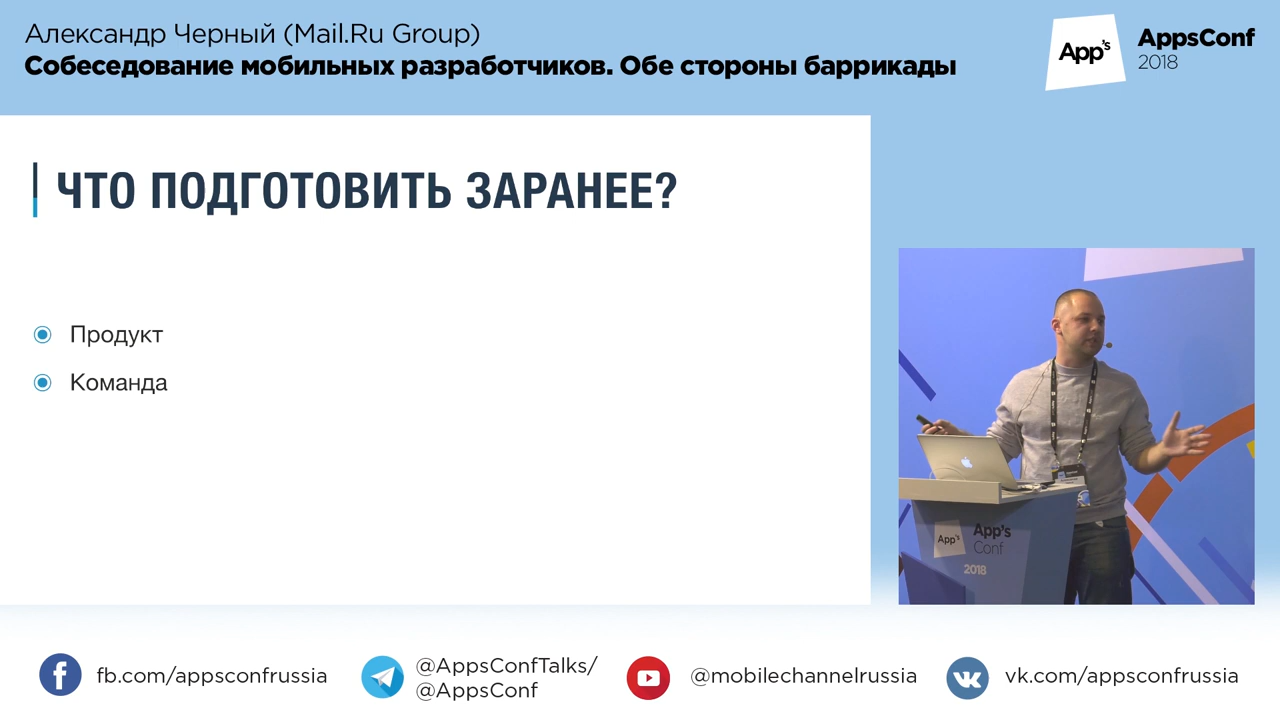 Александр Черный (Mail.Ru Group)
Собеседование мобильных разработчиков. Обе стороны баррикады
App's
AppsConf
2018
ЧТО ПОДГОТОВИТЬ ЗАРАНЕЕ?
Продукт
Команда
App's
App's
Conf
2018
fb.com/appsconfrussia
@AppsConfTalks/
@AppsConf
@mobilechannelrussia
vk.com/appsconfrussia